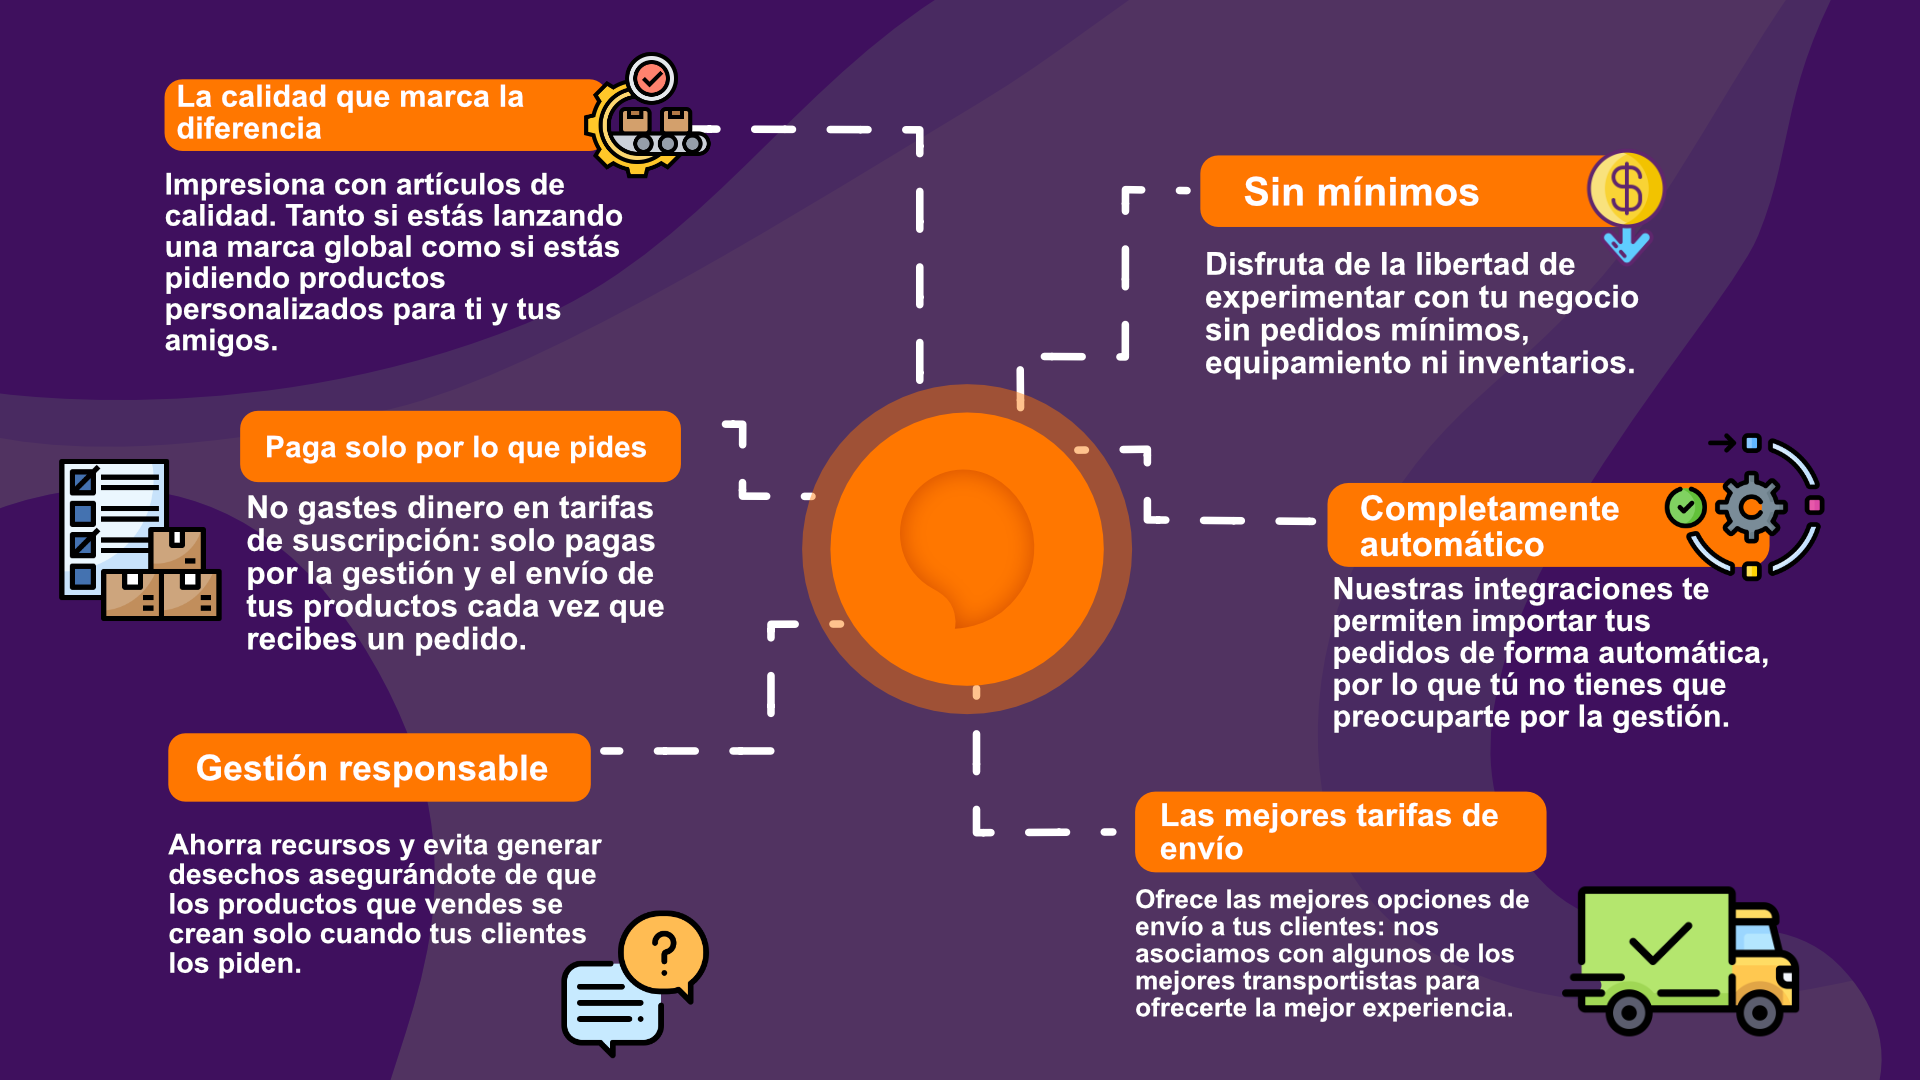 La calidad que marca la
diferencia
Impresiona con artículos de
calidad. Tanto si estás lanzando
una marca global como si estás
pidiendo productos
personalizados para ti y tus
amigos.
Paga solo por lo que pides
No gastes dinero en tarifas
de suscripción: solo pagas
por la gestión y el envío de
tus productos cada vez que
recibes un pedido.
Gestión responsable
Ahorra recursos y evita generar
desechos asegurándote de que
los productos que vendes se
crean solo cuando tus clientes
los piden.
?
Sin mínimos
$
Disfruta de la libertad de
experimentar con tu negocio
sin pedidos mínimos,
equipamiento ni inventarios.
Completamente
automático
Nuestras integraciones te
permiten importar tus
pedidos de forma automática,
por lo que tú no tienes que
preocuparte por la gestión.
Las mejores tarifas de
envío
Ofrece las mejores opciones de
envío a tus clientes: nos
asociamos con algunos de los
mejores transportistas para
ofrecerte la mejor experiencia.